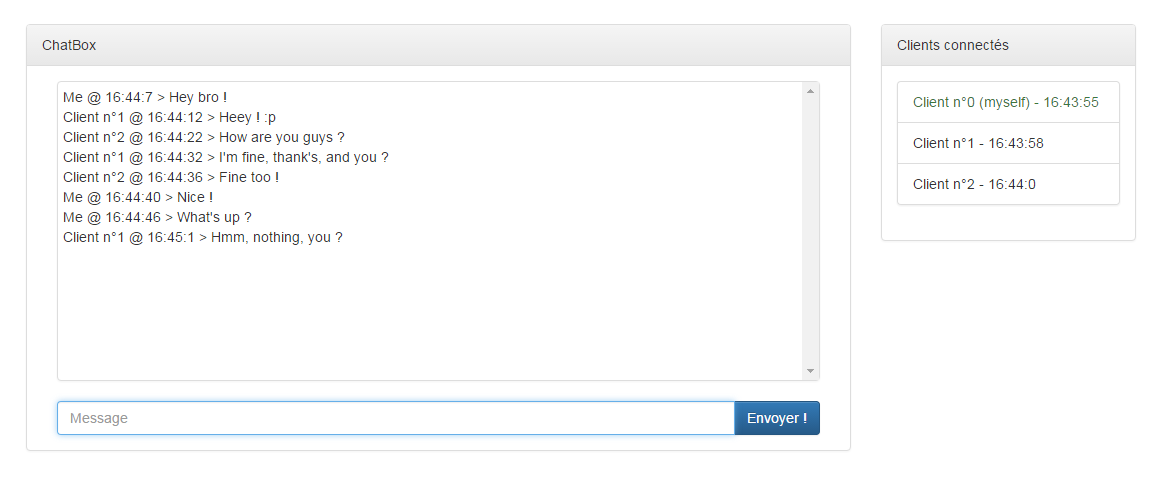 ChatBox
Me @ 16:44:7 > Hey bro !
Client n°1 @ 16:44:12 > Heey ! :p
Client n°2 @ 16:44:22 > How are you guys ?
Client n°1 @ 16:44:32 > I'm fine, thank's, and you ?
Client n°2 @ 16:44:36 > Fine too !
Me @ 16:44:40 > Nice !
Me @ 16:44:46 > What's up ?
Client n°1 @ 16:45:1 > Hmm, nothing, you ?
Message
Envoyer !
Clients connectés
Client n°0 (myself) - 16:43:55
Client n°1 - 16:43:58
Client n°2 - 16:44:0